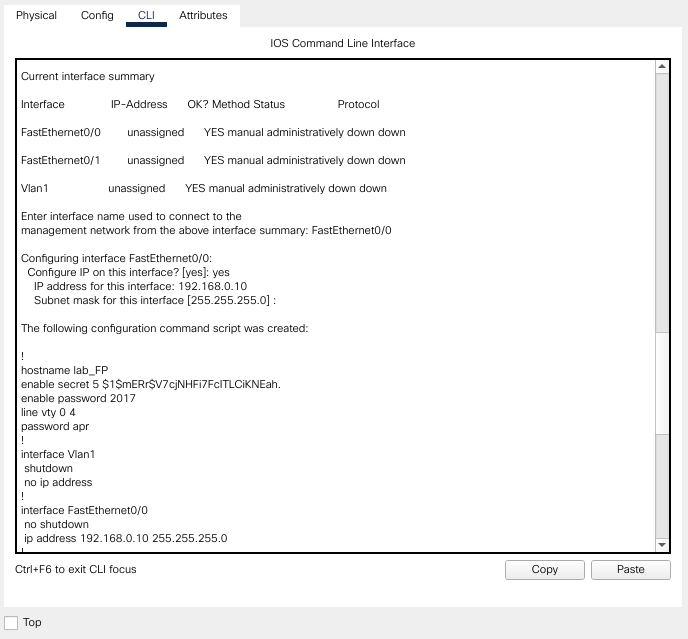 Physical Config CLI Attributes
IOS Command Line Interface
Current interface summary
Interface IP-Address OK? Method Status Protocol
FastEthernet0/0 unassigned YES manual administratively down down
FastEthernet0/1 unassigned YES manual administratively down down
Vlan1 unassigned YES manual administratively down down
Enter interface name used to connect to the
management network from the above interface summary: FastEthernet0/0
Configuring interface FastEthernet0/0:
Configure IP on this interface? [yes]: yes
IP address for this interface: 192.168.0.10
Subnet mask for this interface [255.255.255.0] :
The following configuration command script was created:
!
hostname lab_FP
enable secret 5 $1$mERr$V7cjNHFi7FclTLCiKNEah.
enable password 2017
line vty 0 4
password apr
!
interface Vlan1
shutdown
no ip address
!
interface FastEthernet0/0
no shutdown
ip address 192.168.0.10 255.255.255.0
!
Ctrl+F6 to exit CLI focus Copy Paste
Top